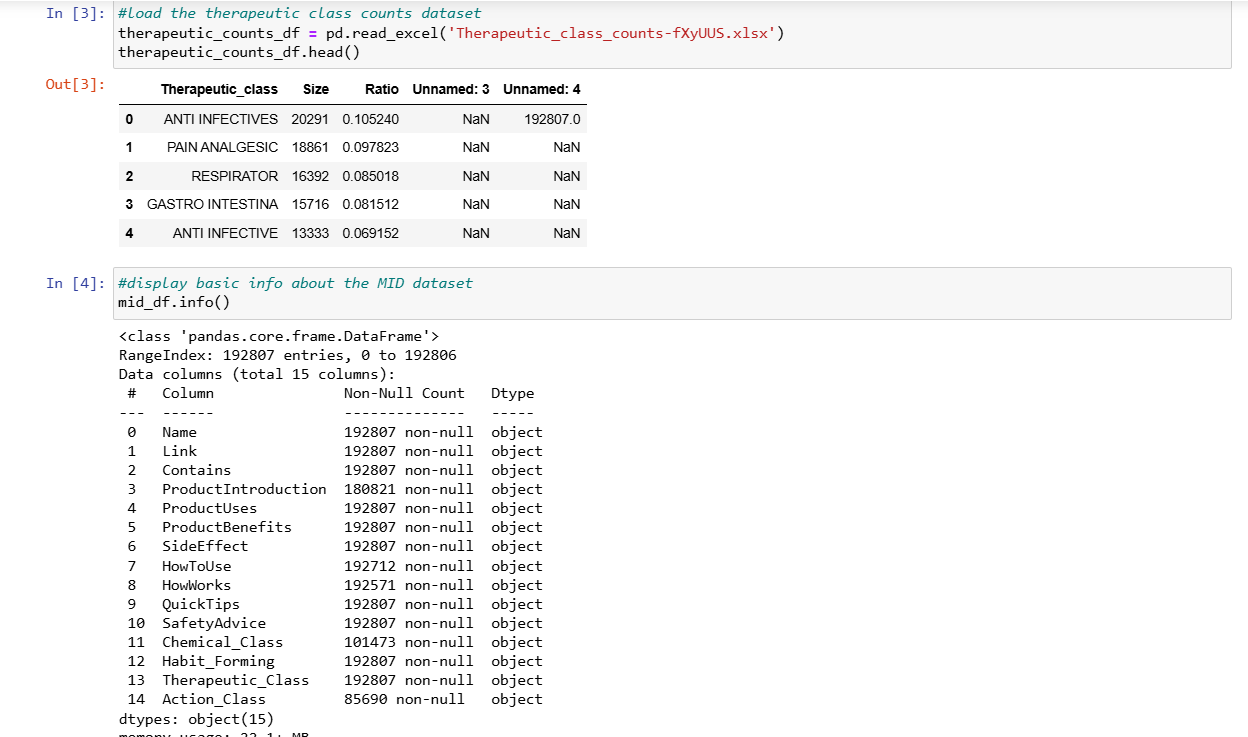 In [3]: #load the therapeutic class counts dataset
therapeutic_counts_df = pd.read_excel('Therapeutic_class_counts-fXyUUS.xlsx')
therapeutic_counts_df.head()
Out[3]:
Therapeutic_class Size Ratio Unnamed: 3 Unnamed: 4
0 ANTI INFECTIVES 20291 0.105240 NaN 192807.0
1 PAIN ANALGESIC 18861 0.097823 NaN NaN
2 RESPIRATOR 16392 0.085018 NaN NaN
3 GASTRO INTESTINA 15716 0.081512 NaN NaN
4 ANTI INFECTIVE 13333 0.069152 NaN NaN
In [4]: #display basic info about the MID dataset
mid_df.info()
<class 'pandas.core.frame.DataFrame'>
RangeIndex: 192807 entries, 0 to 192806
Data columns (total 15 columns):
# Column Non-Null Count Dtype
--- ------ -------------- -----
0 Name 192807 non-null object
1 Link 192807 non-null object
2 Contains 192807 non-null object
3 ProductIntroduction 180821 non-null object
4 ProductUses 192807 non-null object
5 ProductBenefits 192807 non-null object
6 SideEffect 192807 non-null object
7 HowToUse 192712 non-null object
8 HowWorks 192571 non-null object
9 QuickTips 192807 non-null object
10 SafetyAdvice 192807 non-null object
11 Chemical_Class 101473 non-null object
12 Habit_Forming 192807 non-null object
13 Therapeutic_Class 192807 non-null object
14 Action_Class 85690 non-null object
dtypes: object(15)
memory usage: 22.1+ MB